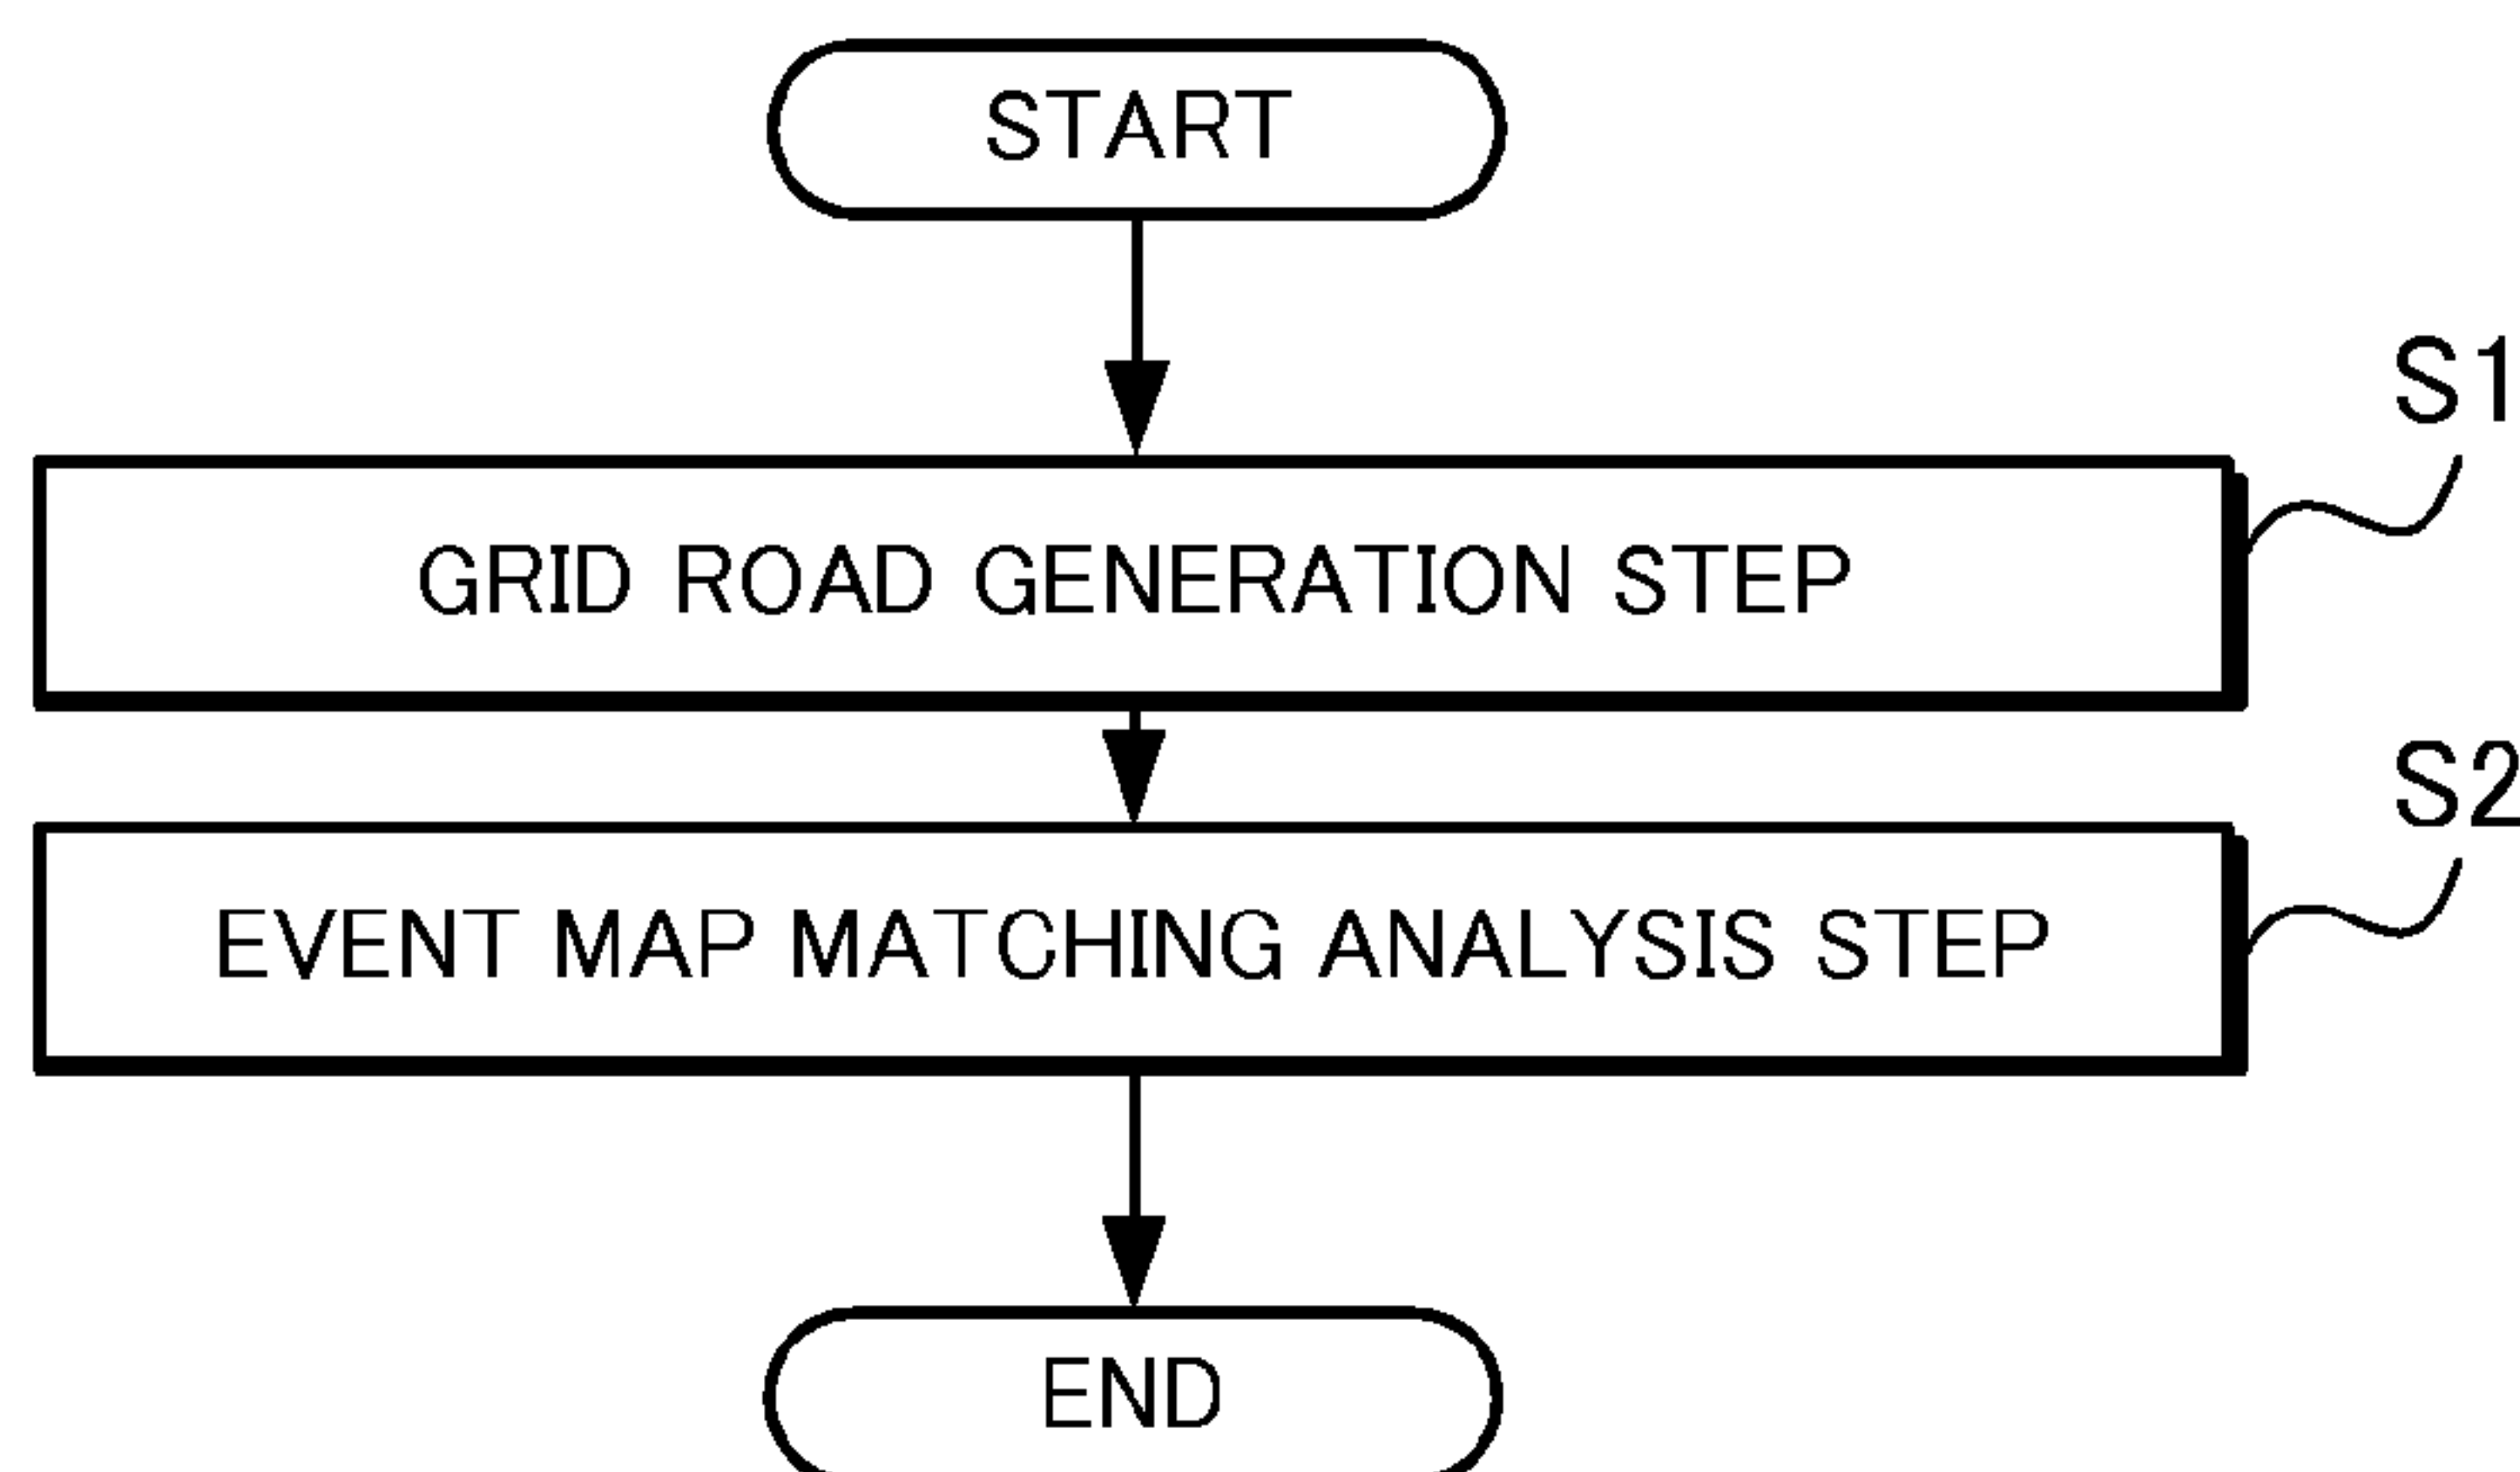 START
S1
GRID ROAD GENERATION STEP
S2
EVENT MAP MATCHING ANALYSIS STEP
END